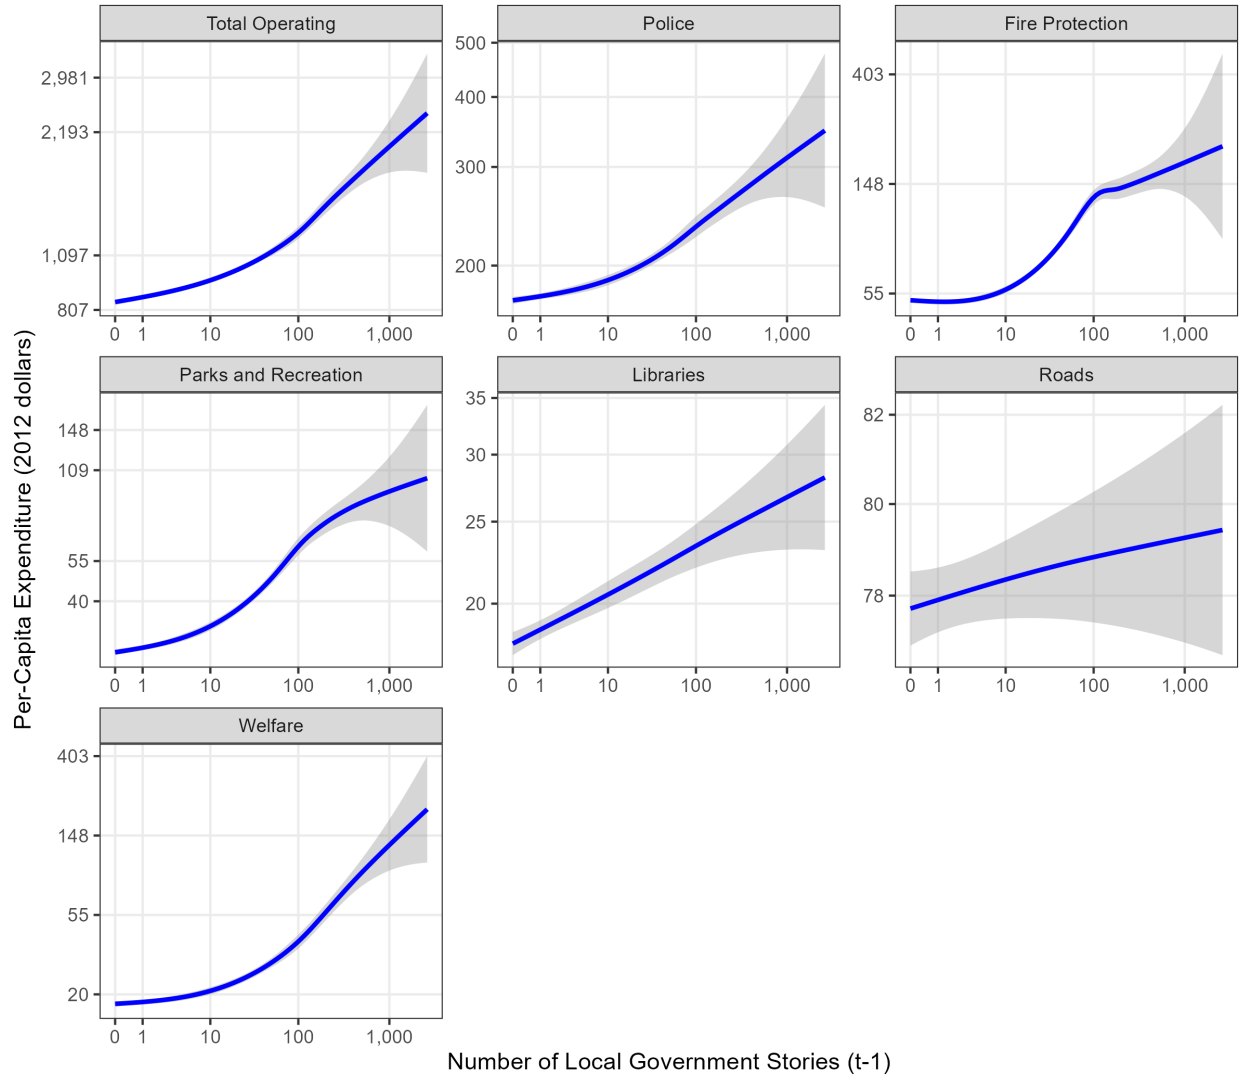 Total Operating
Police
Fire Protection
2,981
2,193
1,097
807
0 1 10 100 1,000
500
400
300
200
0 1 10 100 1,000
403
148
55
0 1 10 100 1,000
Per-Capita Expenditure (2012 dollars)
Parks and Recreation
Libraries
Roads
148
109
55
40
0 1 10 100 1,000
35
30
25
20
0 1 10 100 1,000
82
80
78
0 1 10 100 1,000
Welfare
403
148
55
20
0 1 10 100 1,000
Number of Local Government Stories (t-1)